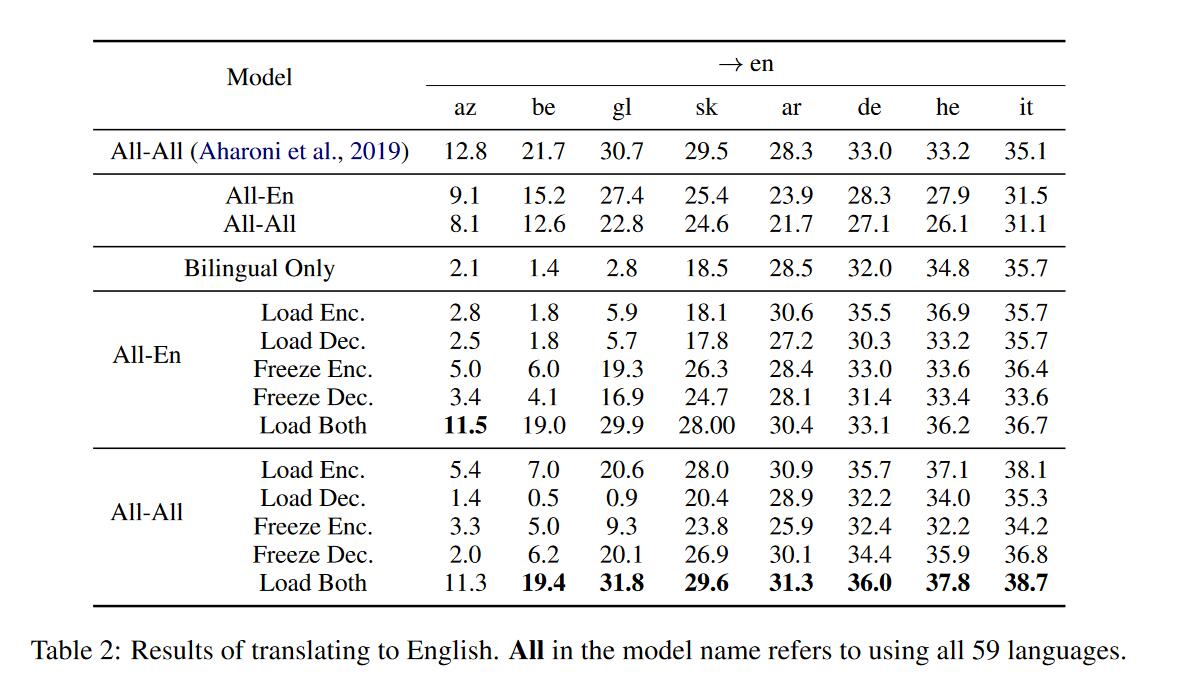 Model → en
az be gl sk ar de he it
All-All (Aharoni et al., 2019) 12.8 21.7 30.7 29.5 28.3 33.0 33.2 35.1
All-En 9.1 15.2 27.4 25.4 23.9 28.3 27.9 31.5
All-All 8.1 12.6 22.8 24.6 21.7 27.1 26.1 31.1
Bilingual Only 2.1 1.4 2.8 18.5 28.5 32.0 34.8 35.7
All-En
Load Enc. 2.8 1.8 5.9 18.1 30.6 35.5 36.9 35.7
Load Dec. 2.5 1.8 5.7 17.8 27.2 30.3 33.2 35.7
Freeze Enc. 5.0 6.0 19.3 26.3 28.4 33.0 33.6 36.4
Freeze Dec. 3.4 4.1 16.9 24.7 28.1 31.4 33.4 33.6
Load Both 11.5 19.0 29.9 28.00 30.4 33.1 36.2 36.7
All-All
Load Enc. 5.4 7.0 20.6 28.0 30.9 35.7 37.1 38.1
Load Dec. 1.4 0.5 0.9 20.4 28.9 32.2 34.0 35.3
Freeze Enc. 3.3 5.0 9.3 23.8 25.9 32.4 32.2 34.2
Freeze Dec. 2.0 6.2 20.1 26.9 30.1 34.4 35.9 36.8
Load Both 11.3 19.4 31.8 29.6 31.3 36.0 37.8 38.7
Table 2: Results of translating to English. All in the model name refers to using all 59 languages.